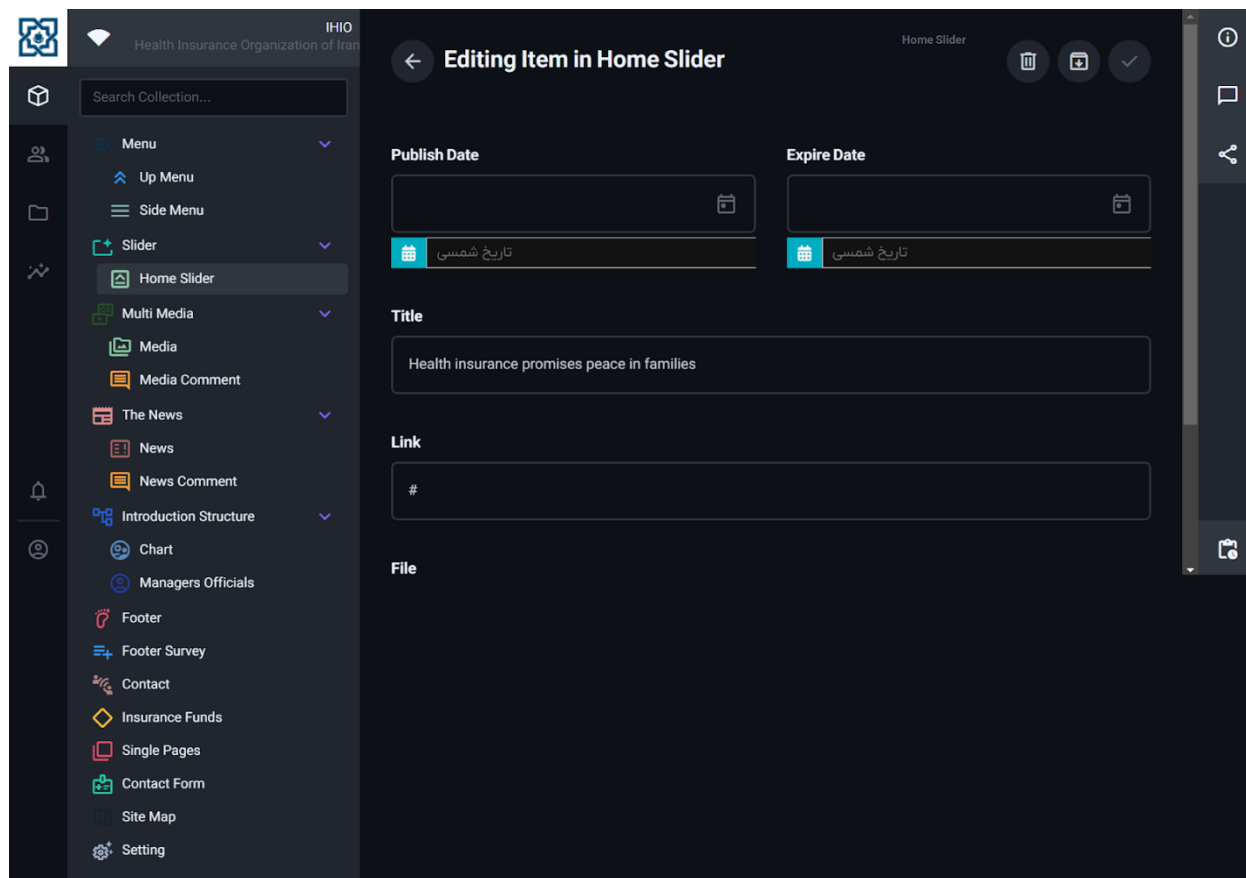 IHIO
Health Insurance Organization of Iran
Search Collection...
Menu
Up Menu
Side Menu
Slider
Home Slider
Multi Media
Media
Media Comment
The News
News
News Comment
Introduction Structure
Chart
Managers Officials
Footer
Footer Survey
Contact
Insurance Funds
Single Pages
Contact Form
Site Map
Setting
Home Slider
Editing Item in Home Slider
Publish Date
Expire Date
تاریخ شمسی
تاریخ شمسی
Title
Health insurance promises peace in families
Link
#
File